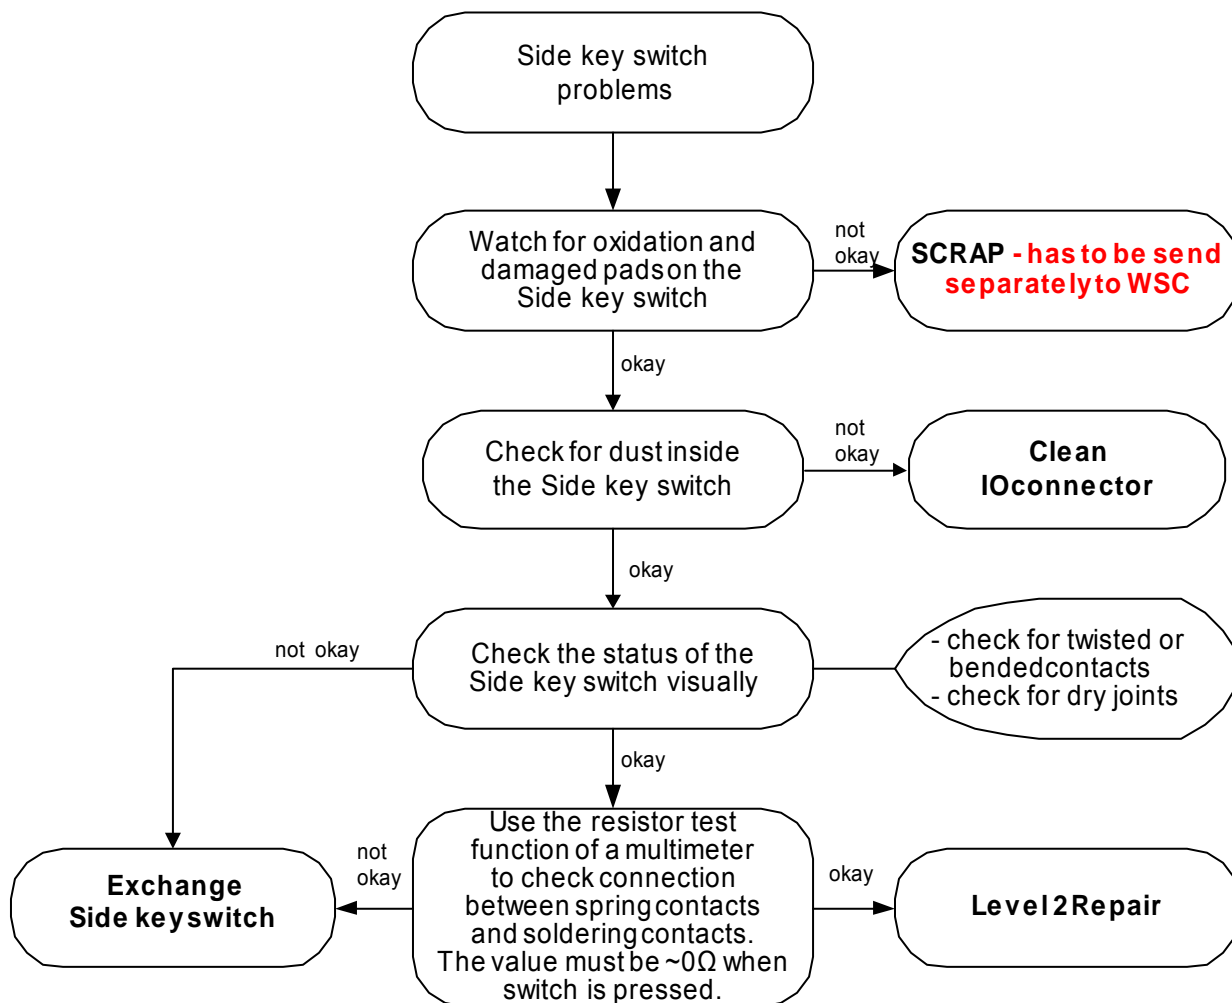 Side key switch
problems
Watch for oxidation and
damaged pads on the
Side key switch
not
okay
SCRAP - has to be send
separately to WSC
okay
Check for dust inside
the Side key switch
not
okay
Clean
IOconnector
okay
not okay
Check the status of the
Side key switch visually
- check for twisted or
bendedcontacts
- check for dry joints
okay
Exchange
Side keyswitch
not
okay
Use the resistor test
function of a multimeter
to check connection
between spring contacts
and soldering contacts.
The value must be ~0Ω when
switch is pressed.
okay
Level 2 Repair